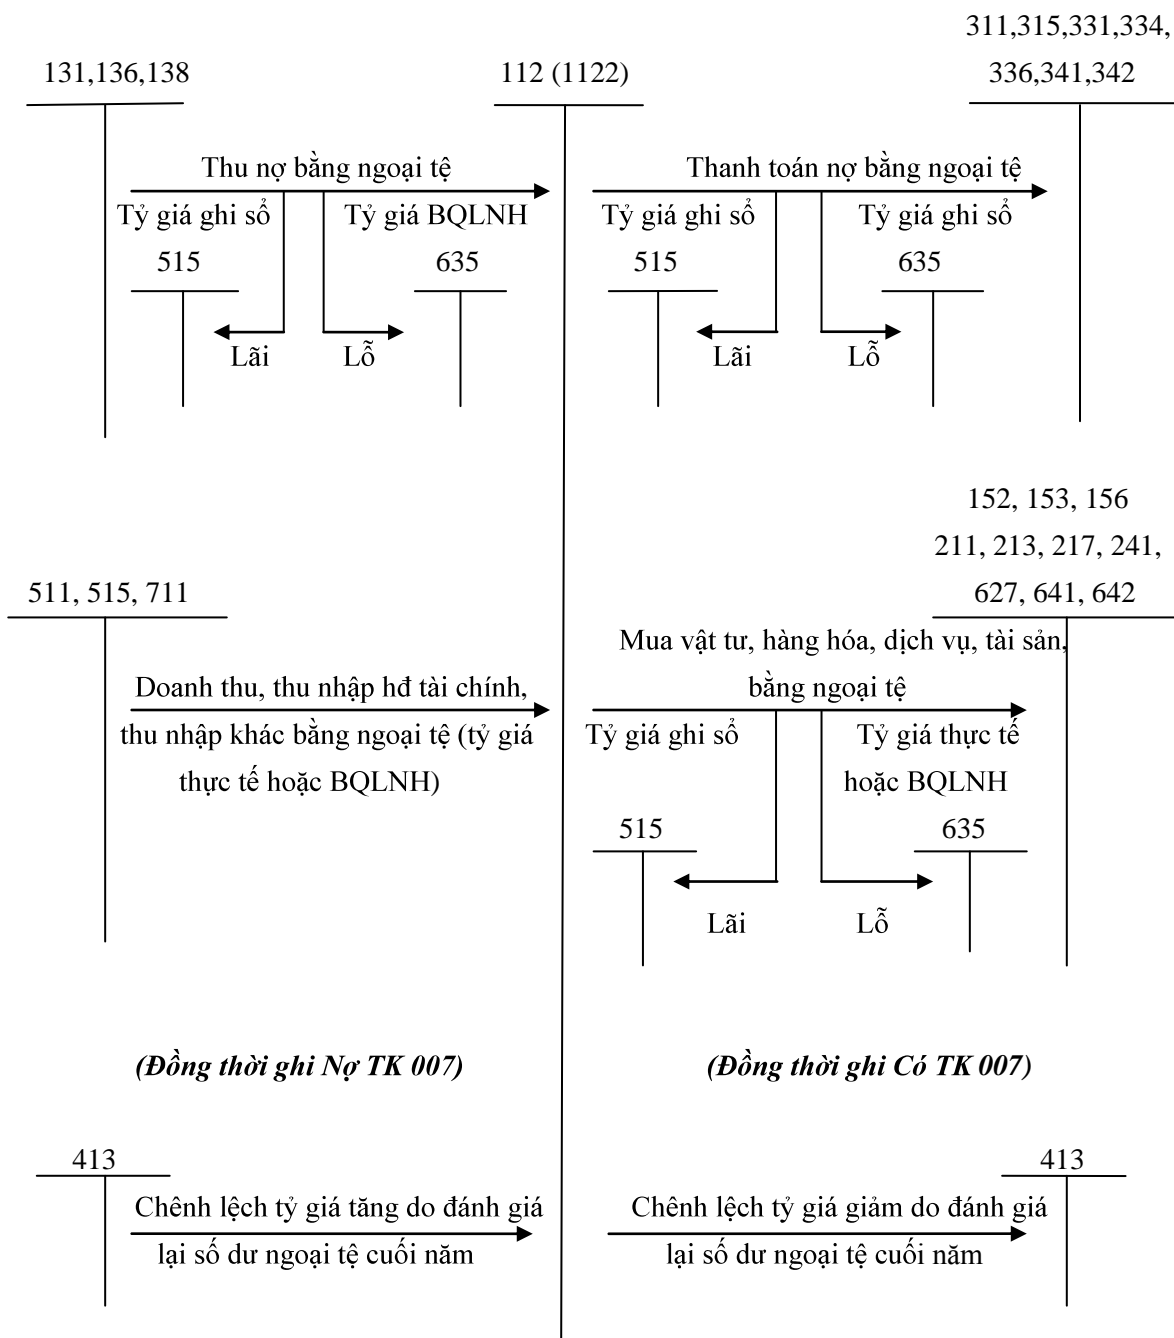 311,315,331,334,
131,136,138
112 (1122)
336,341,342
Thu nợ bằng ngoại tệ
Thanh toán nợ bằng ngoại tệ
Tỷ giá ghi sổ
Tỷ giá BQLNH
Tỷ giá ghi sổ
Tỷ giá ghi sổ
515
635
515
635
Lãi
Lỗ
Lãi
Lỗ
152, 153, 156
211, 213, 217, 241,
511, 515, 711
627, 641, 642
Mua vật tư, hàng hóa, dịch vụ, tài sản,
bằng ngoại tệ
Doanh thu, thu nhập hđ tài chính,
thu nhập khác bằng ngoại tệ (tỷ giá
thực tế hoặc BQLNH)
Tỷ giá ghi sổ
Tỷ giá thực tế
hoặc BQLNH
515
635
Lãi
Lỗ
(Đồng thời ghi Nợ TK 007)
(Đồng thời ghi Có TK 007)
413
413
Chênh lệch tỷ giá tăng do đánh giá
lại số dư ngoại tệ cuối năm
Chênh lệch tỷ giá giảm do đánh giá
lại số dư ngoại tệ cuối năm